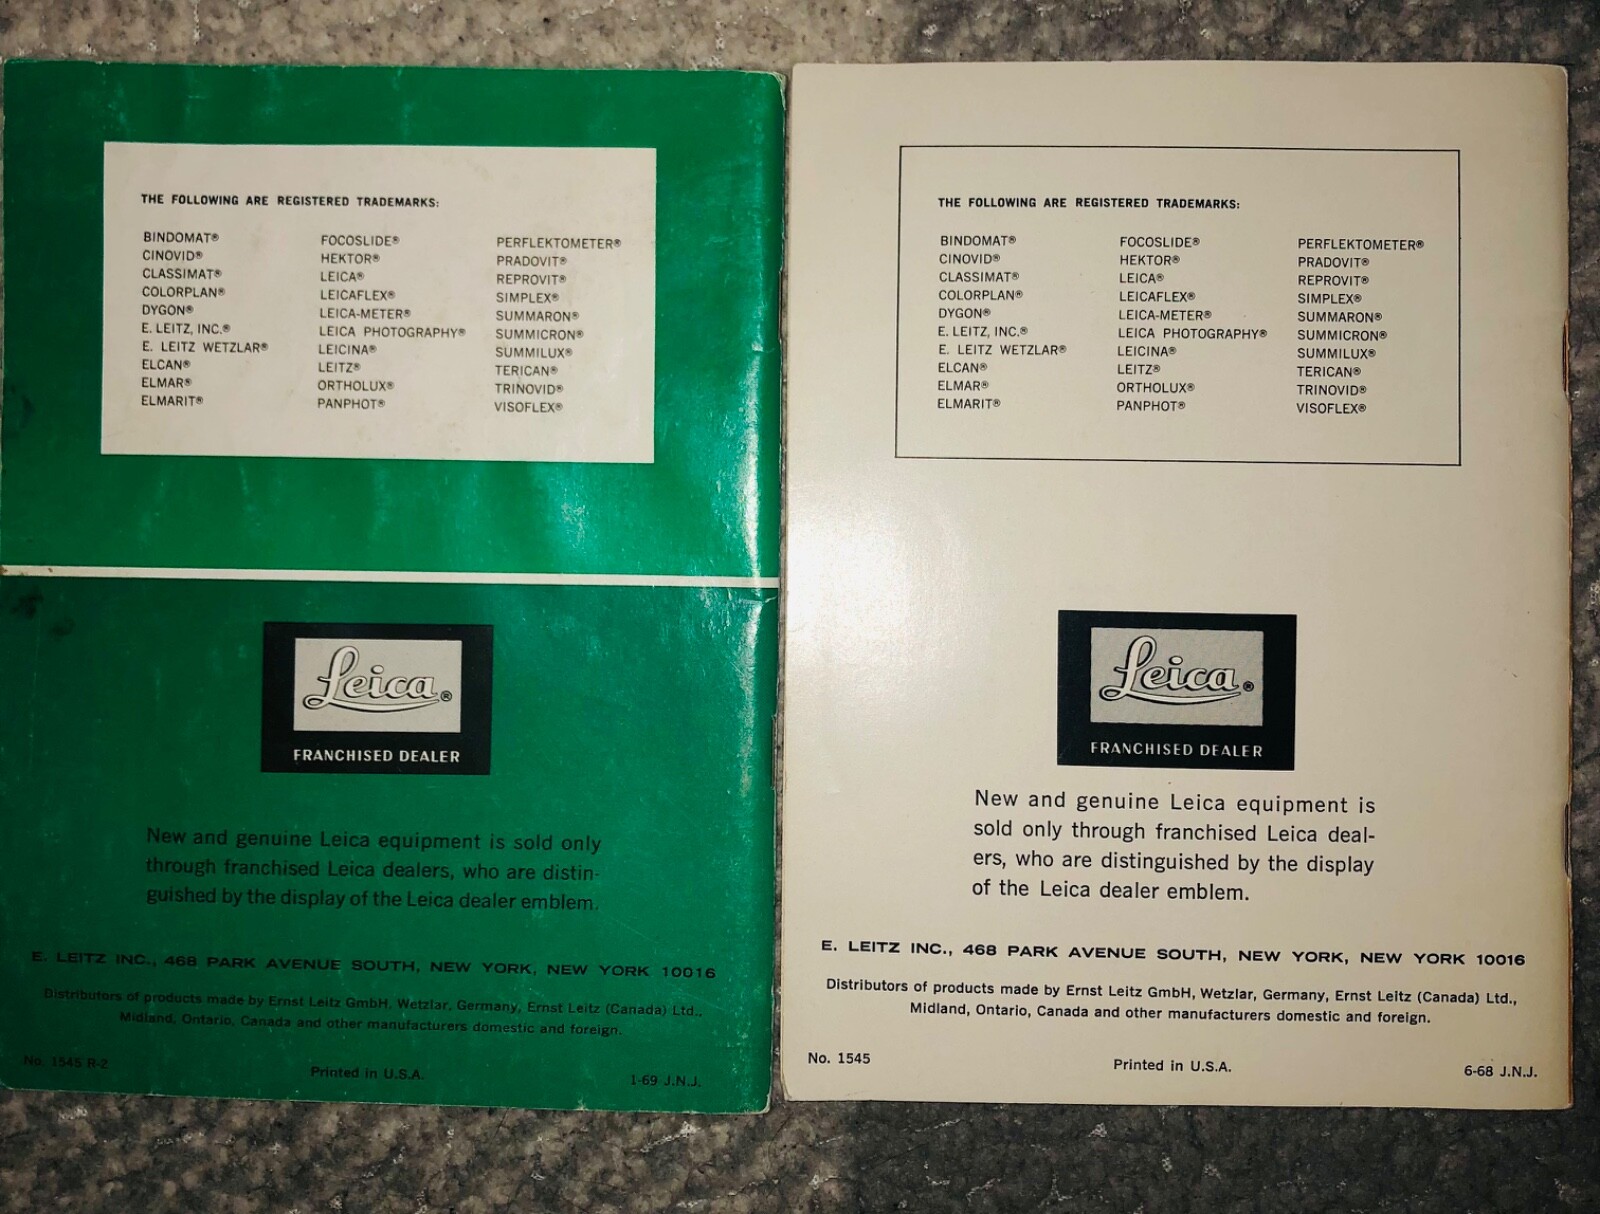 THE FOLLOWING ARE REGISTERED TRADEMARKS:
BINDOMAT®
CINOVID®
CLASSIMAT®
COLORPLAN®
DYGON®
E. LEITZ, INC.®
E. LEITZ WETZLAR®
ELCAN®
ELMAR®
ELMARIT®
FOCOSLIDE®
HEKTOR®
LEICA®
LEICAFLEX®
LEICA-METER®
LEICA PHOTOGRAPHY®
LEICINA®
LEITZ®
ORTHOLUX®
PANPHOT®
PERFLEKTOMETER®
PRADOVIT®
REPROVIT®
SIMPLEX®
SUMMARON®
SUMMICRON®
SUMMILUX®
TERICAN®
TRINOVID®
VISOFLEX®
Leica®
FRANCHISED DEALER
New and genuine Leica equipment is sold only
through franchised Leica dealers, who are distin-
guished by the display of the Leica dealer emblem.
E. LEITZ INC., 468 PARK AVENUE SOUTH, NEW YORK, NEW YORK 10016
Distributors of products made by Ernst Leitz GmbH, Wetzlar, Germany, Ernst Leitz (Canada) Ltd.,
Midland, Ontario, Canada and other manufacturers domestic and foreign.
No. 1545 R-2
Printed in U.S.A.
1-69 J.N.J.
THE FOLLOWING ARE REGISTERED TRADEMARKS:
BINDOMAT®
CINOVID®
CLASSIMAT®
COLORPLAN®
DYGON®
E. LEITZ, INC.®
E. LEITZ WETZLAR®
ELCAN®
ELMAR®
ELMARIT®
FOCOSLIDE®
HEKTOR®
LEICA®
LEICAFLEX®
LEICA-METER®
LEICA PHOTOGRAPHY®
LEICINA®
LEITZ®
ORTHOLUX®
PANPHOT®
PERFLEKTOMETER®
PRADOVIT®
REPROVIT®
SIMPLEX®
SUMMARON®
SUMMICRON®
SUMMILUX®
TERICAN®
TRINOVID®
VISOFLEX®
Leica®
FRANCHISED DEALER
New and genuine Leica equipment is
sold only through franchised Leica deal-
ers, who are distinguished by the display
of the Leica dealer emblem.
E. LEITZ INC., 468 PARK AVENUE SOUTH, NEW YORK, NEW YORK 10016
Distributors of products made by Ernst Leitz GmbH, Wetzlar, Germany, Ernst Leitz (Canada) Ltd.,
Midland, Ontario, Canada and other manufacturers domestic and foreign.
No. 1545
Printed in U.S.A.
6-68 J.N.J.